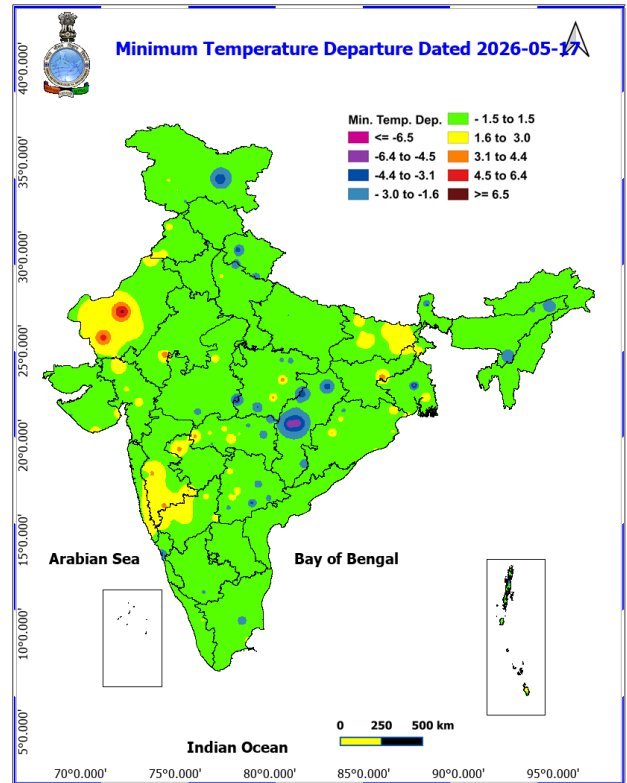 Minimum Temperature Departure Dated 2026-05-17
Min. Temp. Dep.
<= -6.5
-6.4 to -4.5
-4.4 to -3.1
- 3.0 to -1.6
- 1.5 to 1.5
1.6 to 3.0
3.1 to 4.4
4.5 to 6.4
>= 6.5
40°0.000'
35°0.000'
30°0.000'
25°0.000'
20°0.000'
15°0.000'
10°0.000'
5°0.000'
Arabian Sea
Bay of Bengal
0 250 500 km
Indian Ocean
70°0.000' 75°0.000' 80°0.000' 85°0.000' 90°0.000' 95°0.000'